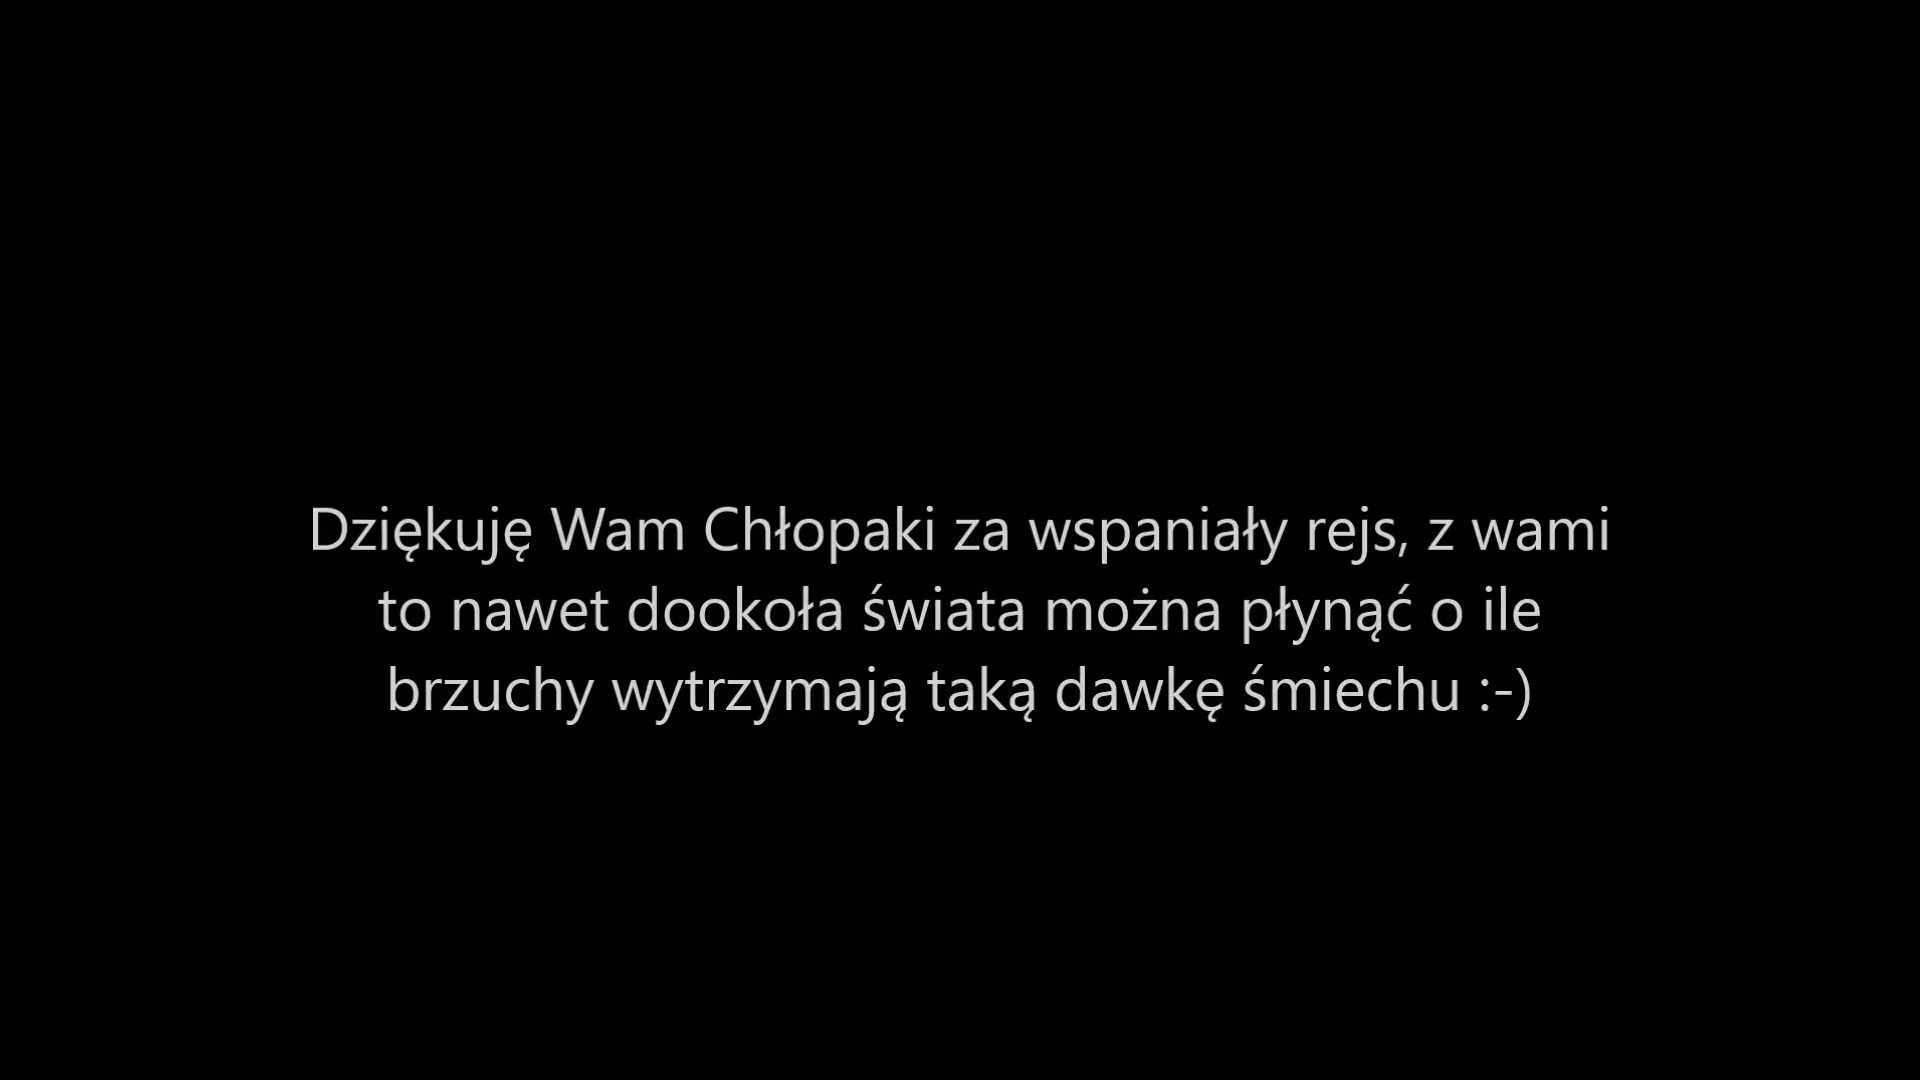 Dziękuję Wam Chłopaki za wspaniały rejs, z wami
to nawet dookoła świata można płynąć o ile
brzuchy wytrzymają taką dawkę śmiechu :-)